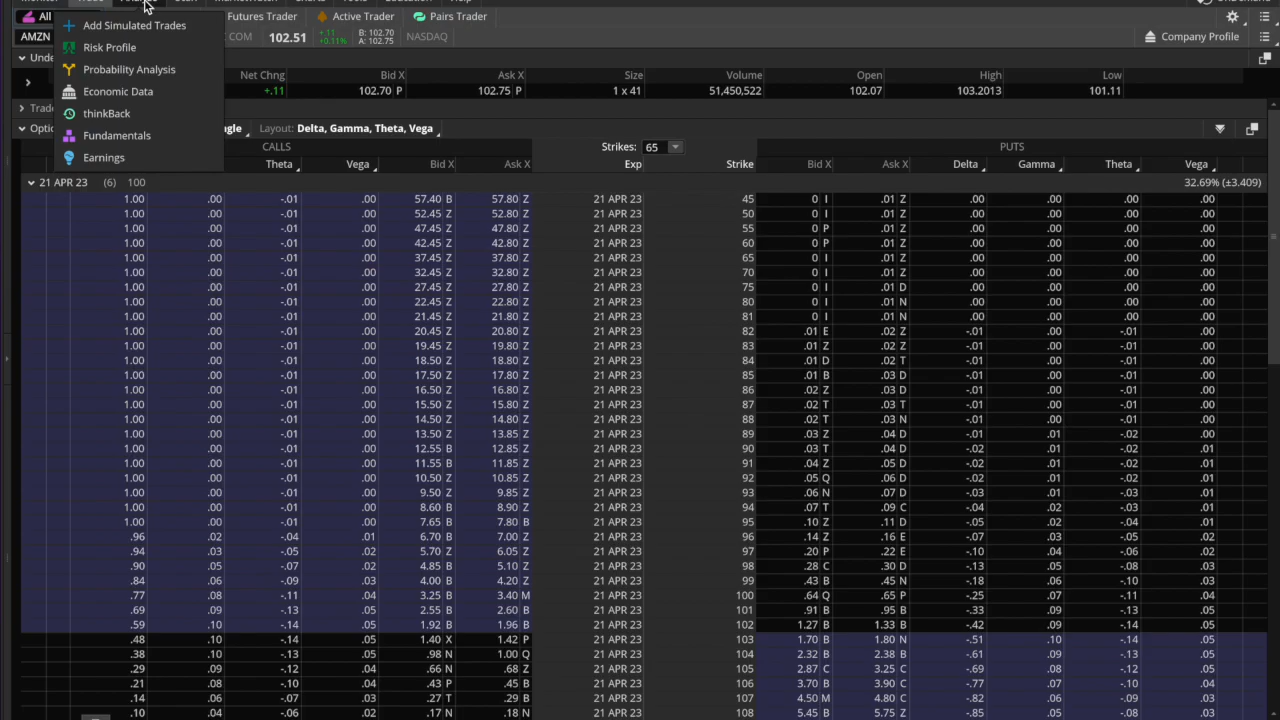 All Futures Trader Active Trader Pairs Trader
Add Simulated Trades
AMZN COM 102.51 +.11 +0.11% B: 102.70 A: 102.75 NASDAQ Company Profile
Risk Profile
Unde
Probability Analysis
Net Chng Bid X Ask X Size Volume Open High Low
Economic Data
+.11 102.70 P 102.75 Z 1 x 41 51,450,522 102.07 103.2013 101.11
Trade
thinkBack
Optio ngle Layout: Delta, Gamma, Theta, Vega
Fundamentals
CALLS Strikes: 65 PUTS
Earnings
Theta Vega Bid X Ask X Exp Strike Bid X Ask X Delta Gamma Theta Vega
21 APR 23 (6) 100 32.69% (±3.409)
1.00 .00 -.01 .00 57.40 B 57.80 Z 21 APR 23 45 0 I .01 Z .00 .00 .00 .00
1.00 .00 -.01 .00 52.45 Z 52.80 Z 21 APR 23 50 0 I .01 Z .00 .00 .00 .00
1.00 .00 -.01 .00 47.45 Z 47.80 Z 21 APR 23 55 0 P .01 Z .00 .00 .00 .00
1.00 .00 -.01 .00 42.45 Z 42.80 Z 21 APR 23 60 0 P .01 Z .00 .00 .00 .00
1.00 .00 -.01 .00 37.45 Z 37.80 Z 21 APR 23 65 0 I .01 Z .00 .00 .00 .00
1.00 .00 -.01 .00 32.45 Z 32.80 Z 21 APR 23 70 0 I .01 Z .00 .00 .00 .00
1.00 .00 -.01 .00 27.45 Z 27.80 Z 21 APR 23 75 0 I .01 D .00 .00 .00 .00
1.00 .00 -.01 .00 22.45 Z 22.80 Z 21 APR 23 80 0 I .01 N .00 .00 .00 .00
1.00 .00 -.01 .00 21.45 Z 21.80 Z 21 APR 23 81 0 I .01 N .00 .00 .00 .00
1.00 .00 -.01 .00 20.45 Z 20.80 Z 21 APR 23 82 .01 E .02 Z -.01 .00 -.01 .00
1.00 .00 -.01 .00 19.45 Z 19.80 Z 21 APR 23 83 .01 Z .02 Z -.01 .00 -.01 .00
1.00 .00 -.01 .00 18.50 Z 18.80 Z 21 APR 23 84 .01 D .02 T -.01 .00 -.01 .00
1.00 .00 -.01 .00 17.50 Z 17.80 Z 21 APR 23 85 .01 B .03 D -.01 .00 -.01 .00
1.00 .00 -.01 .00 16.50 Z 16.80 Z 21 APR 23 86 .02 Z .03 D -.01 .00 -.01 .00
1.00 .00 -.01 .00 15.50 Z 15.80 Z 21 APR 23 87 .02 T .03 T -.01 .00 -.01 .00
1.00 .00 -.01 .00 14.50 Z 14.80 Z 21 APR 23 88 .02 T .03 N -.01 .00 -.01 .00
1.00 .00 -.01 .00 13.50 Z 13.85 Z 21 APR 23 89 .03 Z .04 D -.01 .01 -.02 .00
1.00 .00 -.01 .00 12.55 B 12.85 Z 21 APR 23 90 .03 T .04 D -.02 .01 -.02 .01
1.00 .00 -.01 .00 11.55 B 11.85 Z 21 APR 23 91 .04 Z .05 D -.02 .01 -.02 .01
1.00 .00 -.01 .00 10.50 Z 10.85 Z 21 APR 23 92 .05 Q .06 D -.02 .01 -.02 .01
1.00 .00 -.01 .00 9.50 Z 9.85 Z 21 APR 23 93 .06 N .07 D -.03 .01 -.03 .01
1.00 .00 -.01 .00 8.60 Z 8.90 Z 21 APR 23 94 .07 T .09 C -.04 .02 -.03 .01
1.00 .00 -.01 .00 7.65 B 7.80 B 21 APR 23 95 .10 Z .11 D -.05 .02 -.04 .01
.96 .02 -.04 .01 6.70 B 7.00 Z 21 APR 23 96 .14 Z .16 E -.07 .03 -.05 .02
.94 .03 -.05 .02 5.70 Z 6.05 Z 21 APR 23 97 .20 P .22 E -.10 .04 -.06 .02
.90 .05 -.07 .02 4.85 Z 5.10 Z 21 APR 23 98 .28 C .30 D -.13 .05 -.08 .03
.84 .06 -.09 .03 4.00 B 4.20 Z 21 APR 23 99 .43 B .45 N -.18 .06 -.10 .03
.77 .08 -.11 .04 3.25 B 3.40 M 21 APR 23 100 .64 Q .65 P -.25 .07 -.11 .04
.69 .09 -.13 .05 2.55 B 2.60 B 21 APR 23 101 .91 B .95 B -.33 .09 -.13 .05
.59 .10 -.14 .05 1.92 B 1.96 B 21 APR 23 102 1.27 B 1.33 B -.42 .09 -.14 .05
.48 .10 -.14 .05 1.40 X 1.42 P 21 APR 23 103 1.70 B 1.80 N -.51 .10 -.14 .05
.38 .10 -.13 .05 .98 N 1.00 Q 21 APR 23 104 2.32 B 2.38 B -.61 .09 -.13 .05
.29 .09 -.12 .04 .66 N .68 Z 21 APR 23 105 2.87 C 3.25 C -.69 .08 -.12 .04
.21 .08 -.10 .04 .43 P .45 B 21 APR 23 106 3.70 B 3.90 C -.77 .07 -.10 .04
.14 .06 -.07 .03 .27 T .29 B 21 APR 23 107 4.50 M 4.80 C -.82 .06 -.09 .03
.10 .04 -.06 .02 .17 N .18 N 21 APR 23 108 5.45 B 5.75 Z -.85 .05 -.08 .03